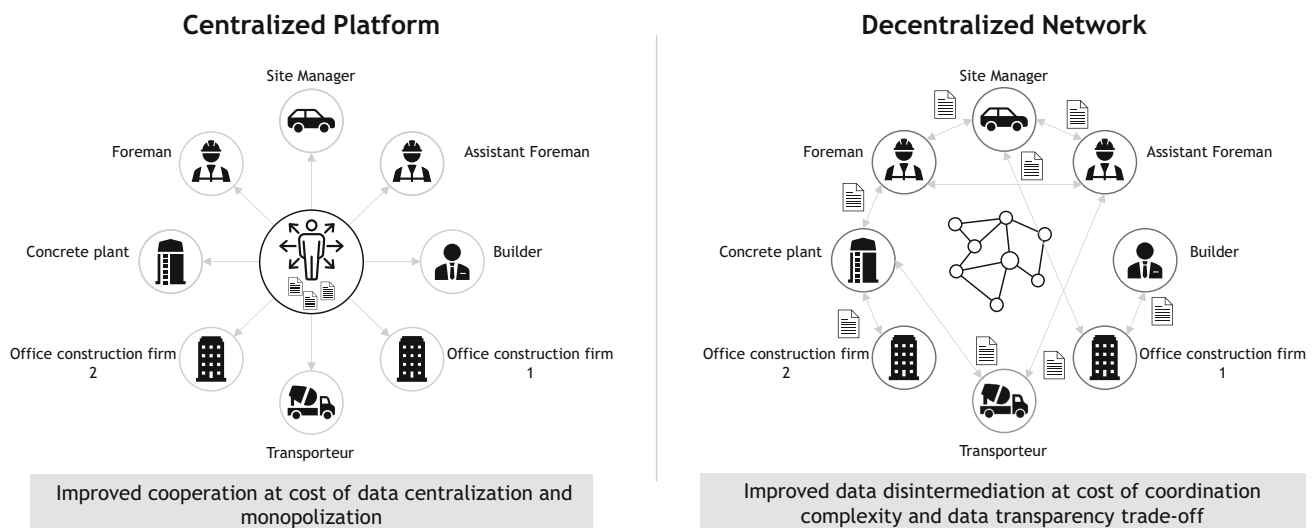 Centralized Platform
Site Manager
Foreman
Assistant Foreman
Concrete plant
Builder
Office construction firm
2
Office construction firm
1
Transporteur
Improved cooperation at cost of data centralization and
monopolization
Decentralized Network
Site Manager
Foreman
Assistant Foreman
Concrete plant
Builder
Office construction firm
2
Office construction firm
1
Transporteur
Improved data disintermediation at cost of coordination
complexity and data transparency trade-off